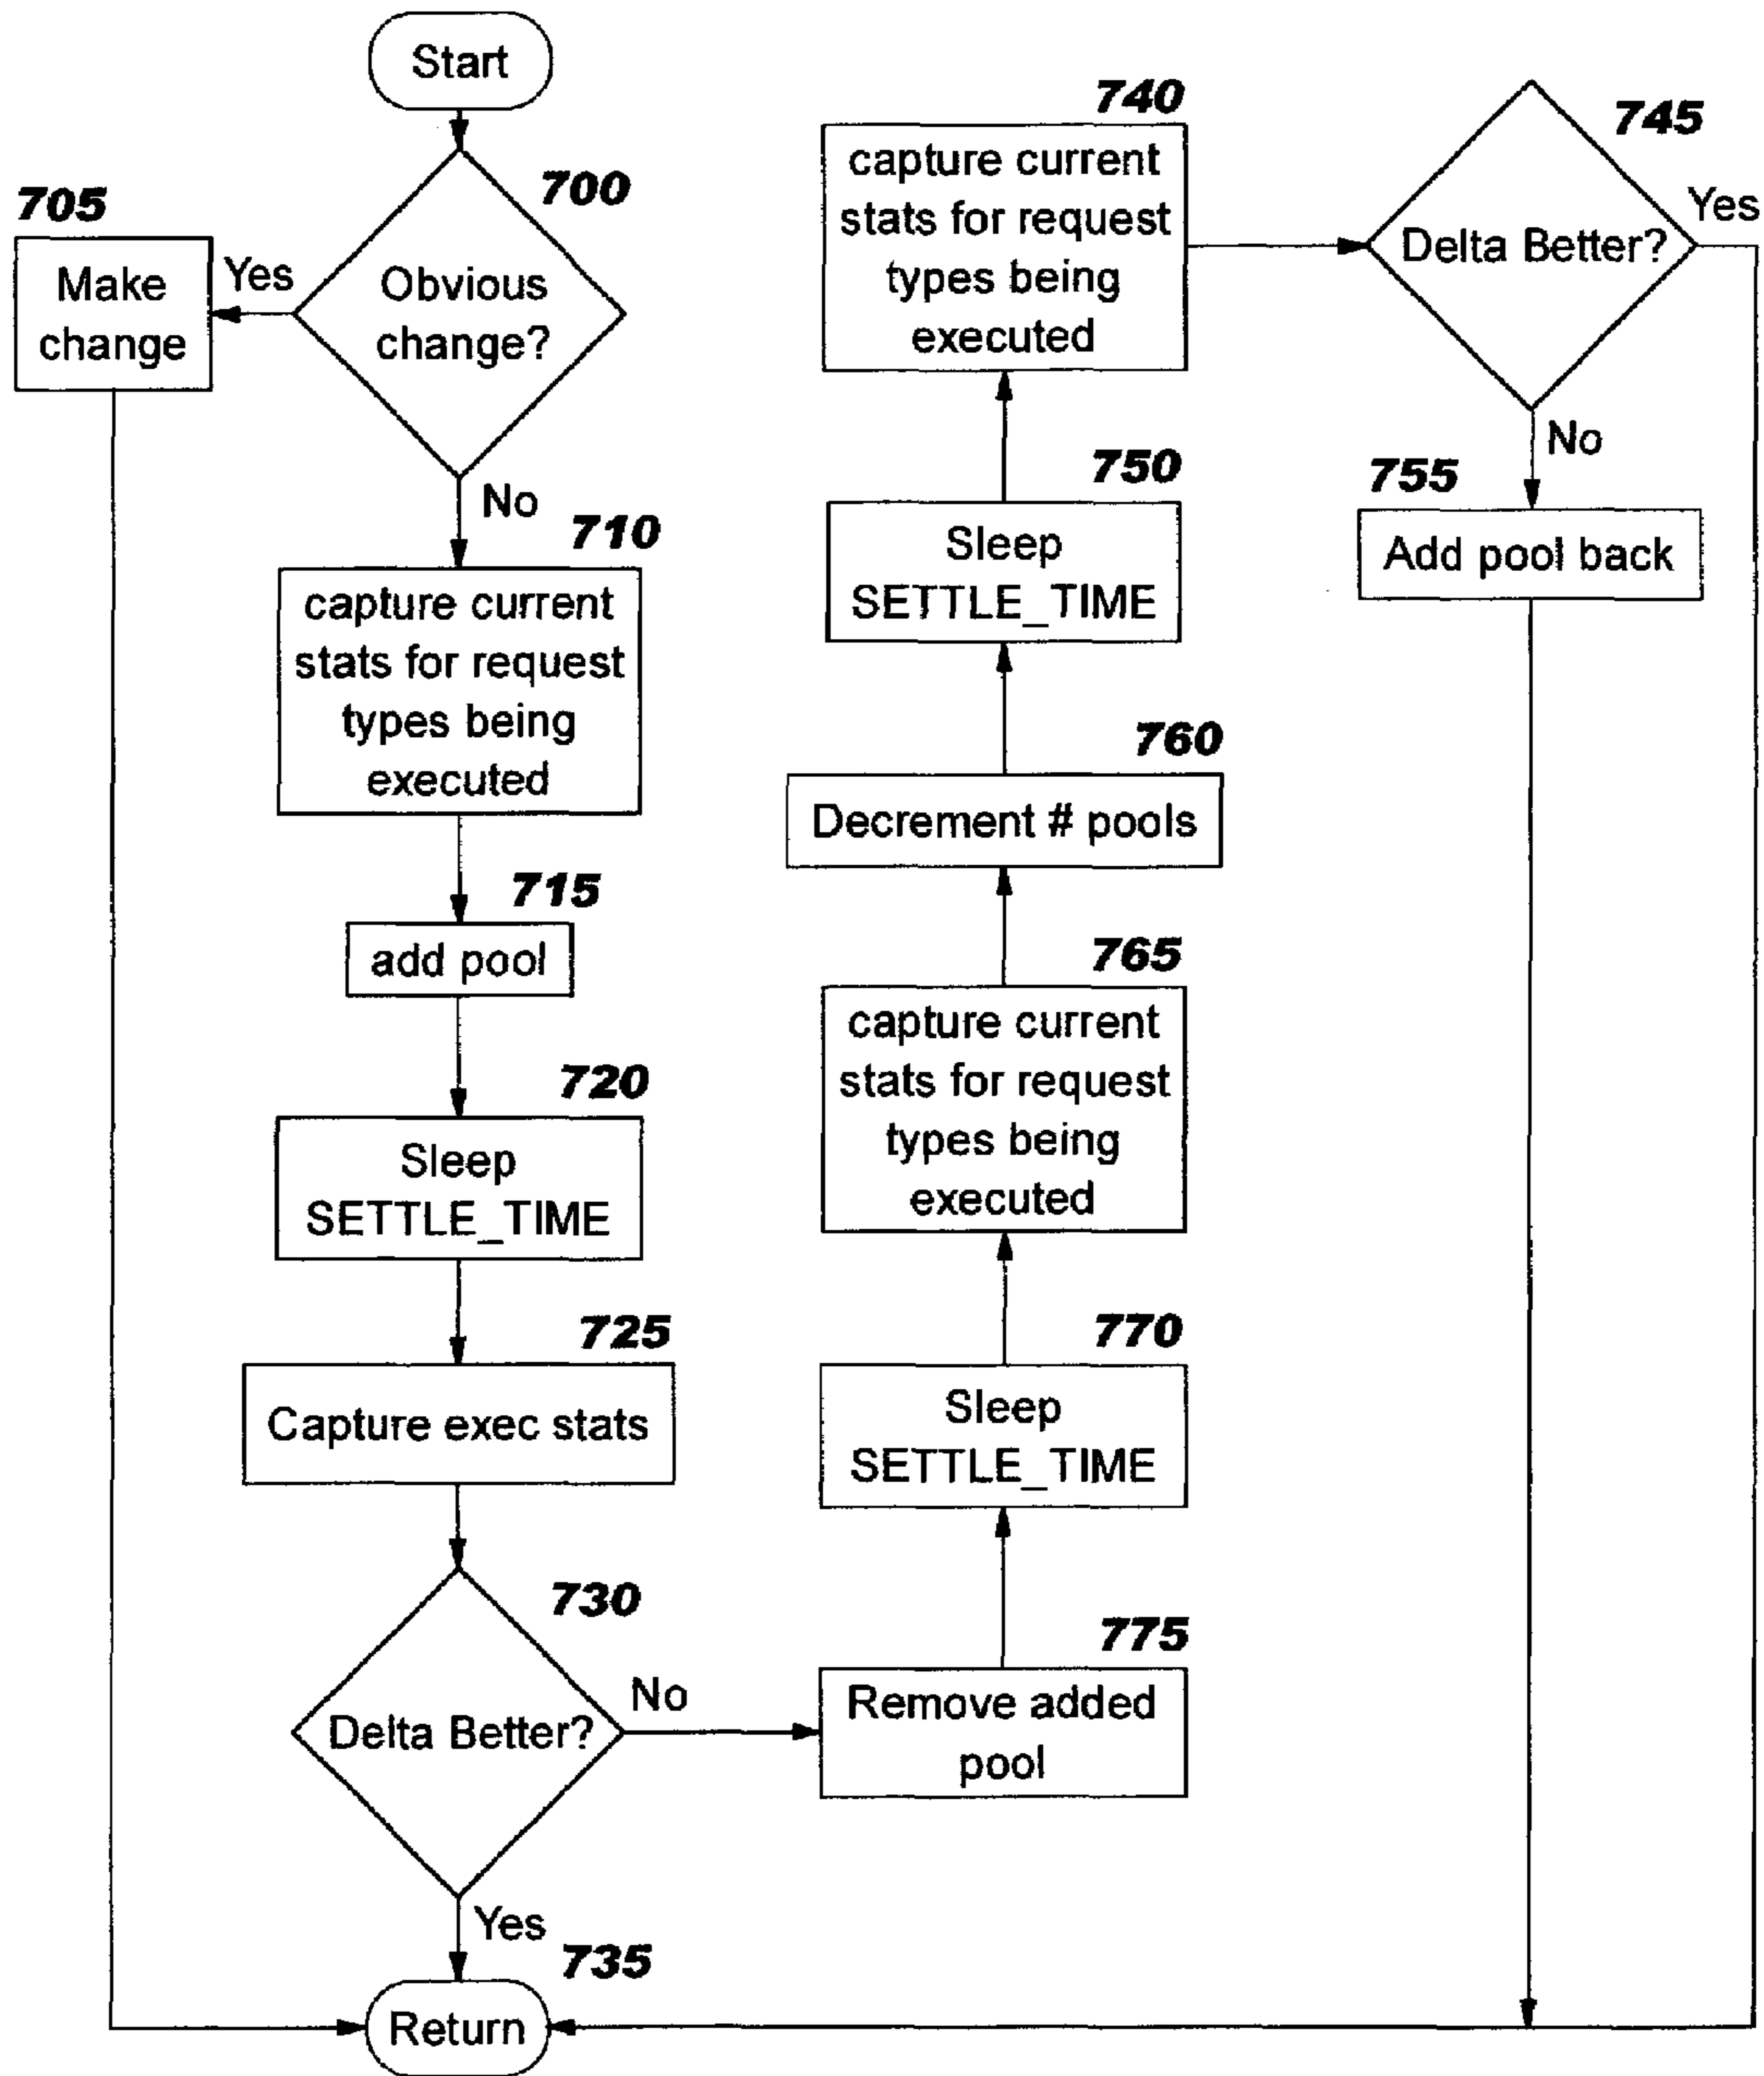 Start
700
705
Yes
Make
change
Obvious
change?
No
710
capture current
stats for request
types being
executed
715
add pool
720
Sleep
SETTLE_TIME
725
Capture exec stats
730
Delta Better?
No
Yes
735
Return
775
Remove added
pool
770
Sleep
SETTLE_TIME
765
capture current
stats for request
types being
executed
760
Decrement # pools
750
Sleep
SETTLE_TIME
740
capture current
stats for request
types being
executed
745
Delta Better?
Yes
No
755
Add pool back